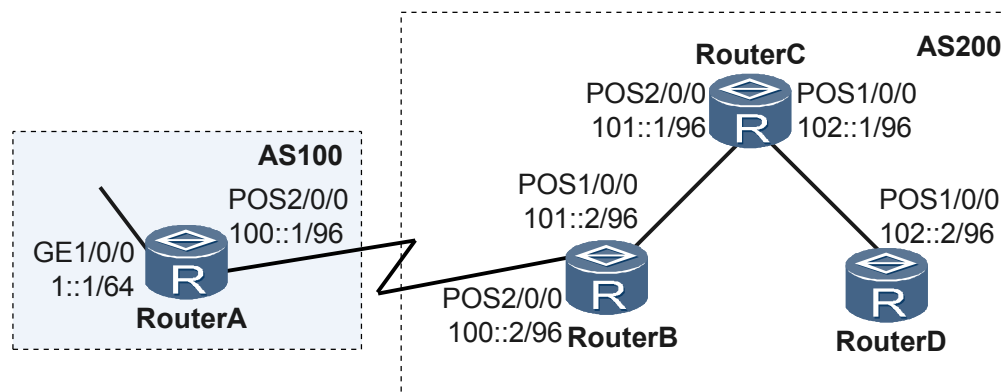 AS200
RouterC
POS2/0/0
101::1/96
POS1/0/0
102::1/96
R
AS100
POS2/0/0
100::1/96
GE1/0/0
1::1/64
R
RouterA
POS1/0/0
101::2/96
POS2/0/0
100::2/96
R
RouterB
POS1/0/0
102::2/96
R
RouterD